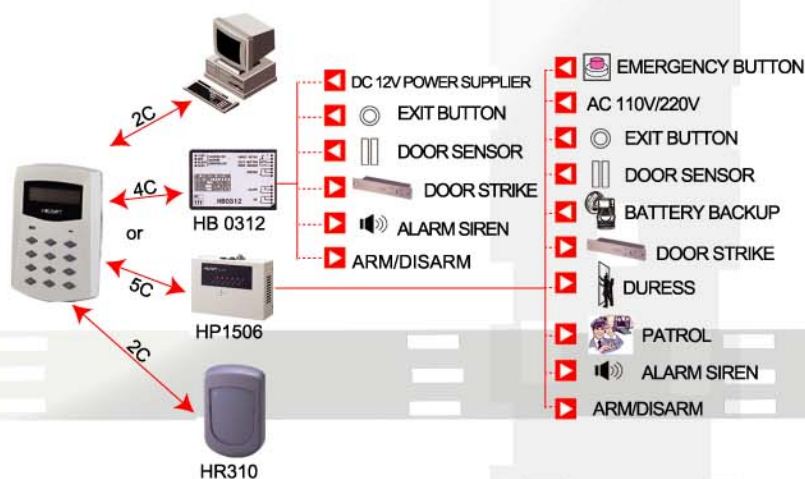 2C
4C
or
5C
2C
HB0312
HB 0312
HP1506
HR310
DC 12V POWER SUPPLIER
EXIT BUTTON
DOOR SENSOR
DOOR STRIKE
ALARM SIREN
ARM/DISARM
EMERGENCY BUTTON
AC 110V/220V
EXIT BUTTON
DOOR SENSOR
BATTERY BACKUP
DOOR STRIKE
DURESS
PATROL
ALARM SIREN
ARM/DISARM